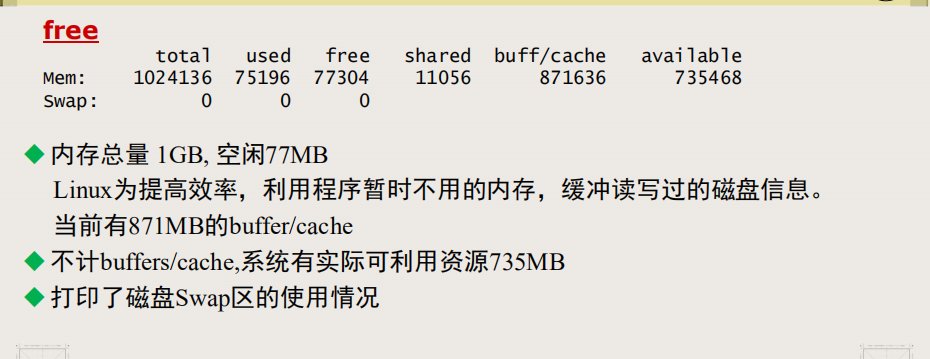 free
total used free shared buff/cache available
Mem: 1024136 75196 77304 11056 871636 735468
Swap: 0 0 0
◆内存总量 1GB, 空闲77MB
Linux为提高效率，利用程序暂时不用的内存，缓冲读写过的磁盘信息。
当前有871MB的buffer/cache
◆不计buffers/cache,系统有实际可利用资源735MB
◆打印了磁盘Swap区的使用情况